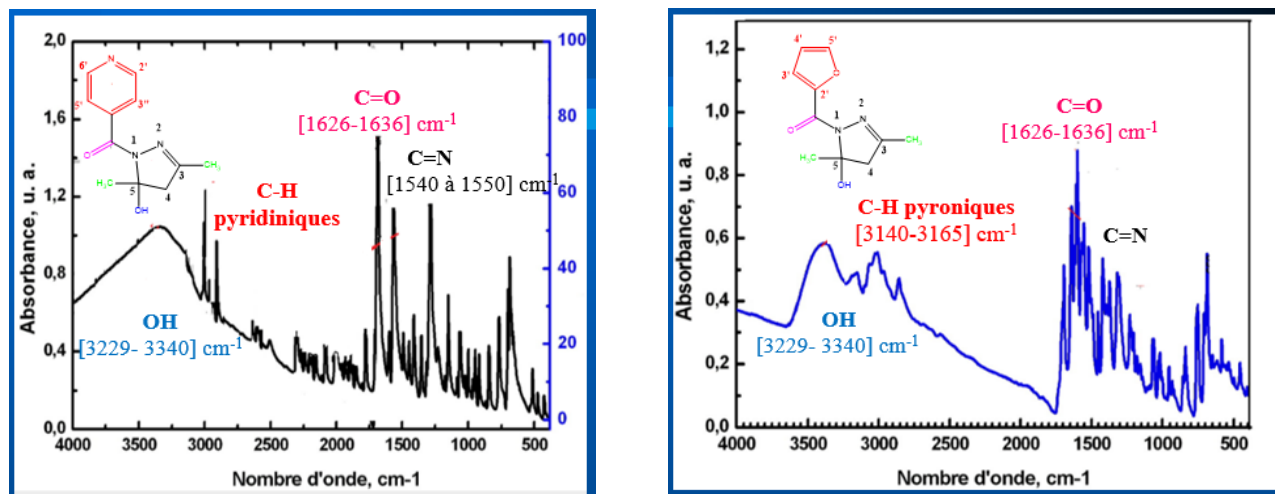 2,0
1,6
1,2
0,8
0,4
0,0
Absorbance, u. a.
100
80
60
40
20
0
4000 3500 3000 2500 2000 1500 1000 500
Nombre d'onde, cm-1
N
6' 2'
5' 3''
O
1 2
N N
3
CH₃
H₃C 5 4
OH
C=O
[1626-1636] cm-1
C=N
[1540 à 1550] cm-1
C-H
pyridiniques
OH
[3229- 3340] cm-1
1,2
1,0
0,8
0,6
0,4
0,2
0,0
Absorbance, u. a.
4000 3500 3000 2500 2000 1500 1000 500
Nombre d'onde, cm-1
4' 5'
3' O
2'
O
1 2
N N
3
CH₃
H₃C 5 4
OH
C=O
[1626-1636] cm-1
C-H pyroniques
[3140-3165] cm-1
C=N
OH
[3229- 3340] cm-1